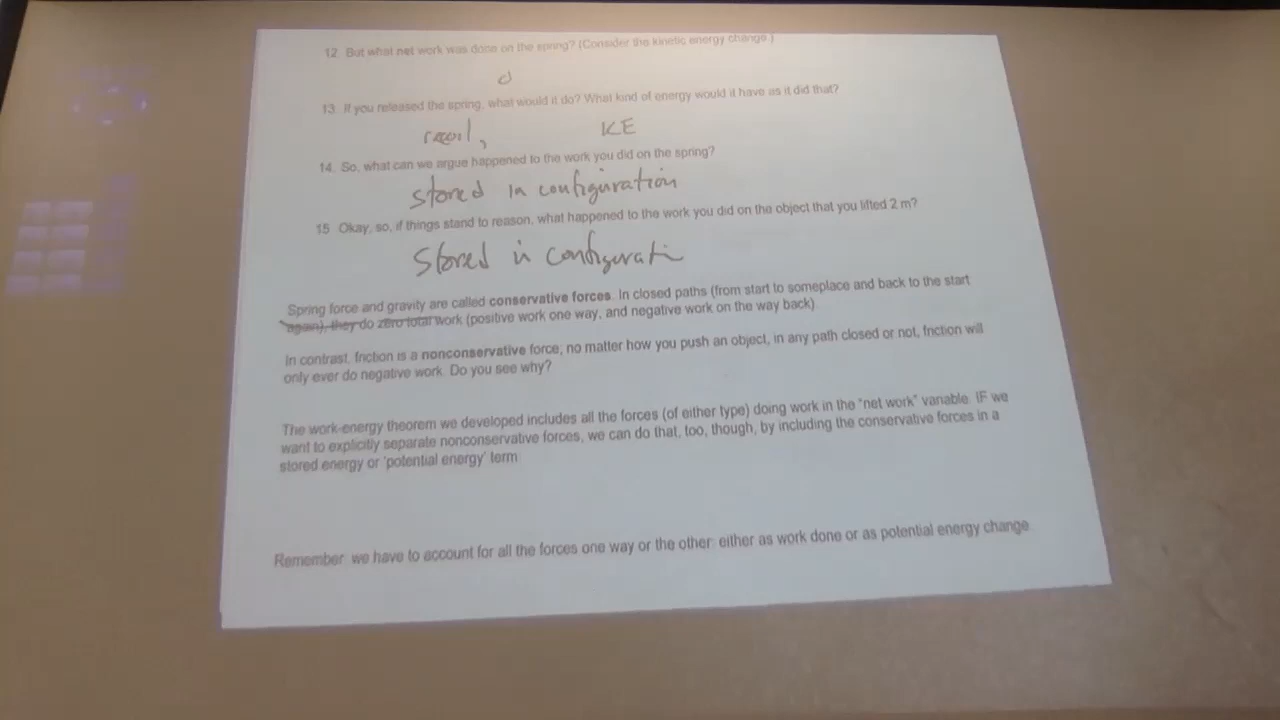 12. But what net work was done on the spring? (Consider the kinetic energy change.)
13. If you released the spring, what would it do? What kind of energy would it have as it did that?
recoil, KE
14. So, what can we argue happened to the work you did on the spring?
stored in configuration
15. Okay, so, if things stand to reason, what happened to the work you did on the object that you lifted 2 m?
stored in configurati
Spring force and gravity are called conservative forces. In closed paths (from start to someplace and back to the start
again), they do zero total work (positive work one way, and negative work on the way back).
In contrast, friction is a nonconservative force; no matter how you push an object, in any path closed or not, friction will
only ever do negative work. Do you see why?
The work-energy theorem we developed includes all the forces (of either type) doing work in the "net work" variable. IF we
want to explicitly separate nonconservative forces, we can do that, too, though, by including the conservative forces in a
stored energy or 'potential energy' term.
Remember: we have to account for all the forces one way or the other: either as work done or as potential energy change.